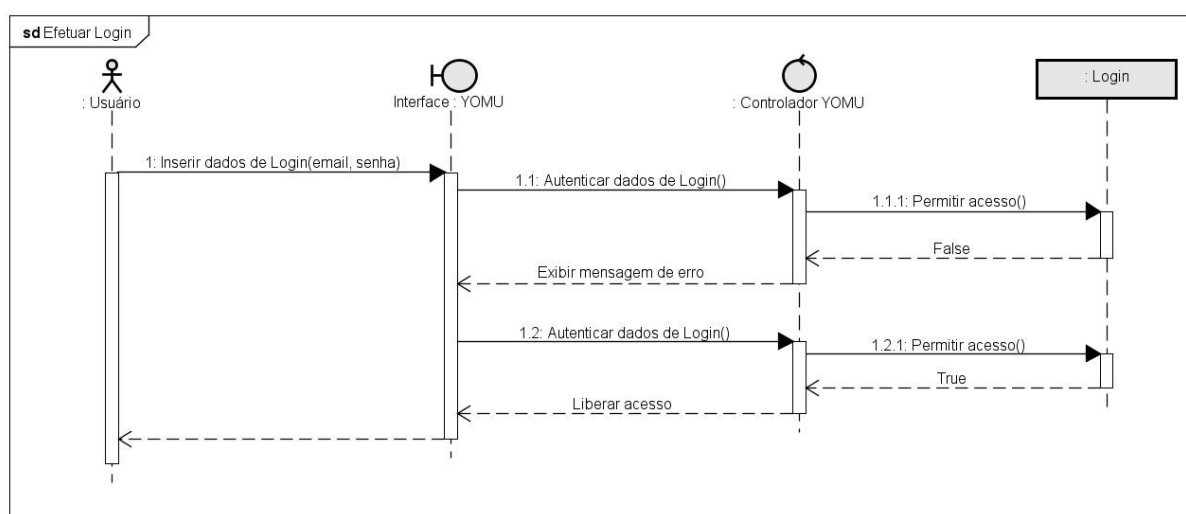 sd Efetuar Login
: Usuário
Interface : YOMU
: Controlador YOMU
: Login
1: Inserir dados de Login(email, senha)
1.1: Autenticar dados de Login()
1.1.1: Permitir acesso()
False
Exibir mensagem de erro
1.2: Autenticar dados de Login()
1.2.1: Permitir acesso()
True
Liberar acesso